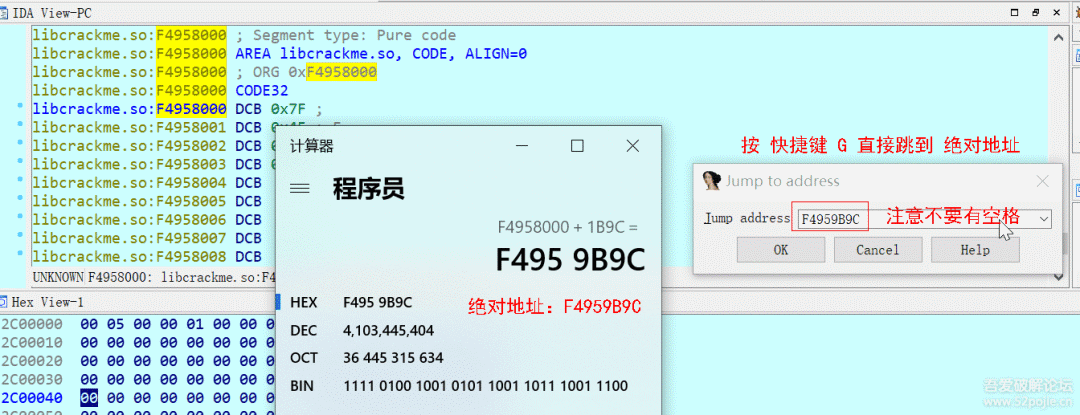 IDA View-PC
libcrackme.so:F4958000 ; Segment type: Pure code
libcrackme.so:F4958000 AREA libcrackme.so, CODE, ALIGN=0
libcrackme.so:F4958000 ; ORG 0xF4958000
libcrackme.so:F4958000 CODE32
libcrackme.so:F4958000 DCB 0x7F ;
libcrackme.so:F4958001 DCB
libcrackme.so:F4958002 DCB
libcrackme.so:F4958003 DCB
libcrackme.so:F4958004 DCB
libcrackme.so:F4958005 DCB
libcrackme.so:F4958006 DCB
libcrackme.so:F4958007 DCB
libcrackme.so:F4958008 DCB
UNKNOWN F4958000: libcrackme.so:F4
计算器
程序员
F4958000 + 1B9C =
F495 9B9C
HEX F495 9B9C
绝对地址：F4959B9C
DEC 4,103,445,404
OCT 36 445 315 634
BIN 1111 0100 1001 0101 1001 1011 1001 1100
按 快捷键 G 直接跳到 绝对地址
Jump to address
Jump address F4959B9C 注意不要有空格
OK Cancel Help
Hex View-1
2C00000 00 05 00 00 01 00 00 0
2C00010 00 00 00 00 00 00 00 0
2C00020 00 00 00 00 00 00 00 0
2C00030 00 00 00 00 00 00 00 0
2C00040 00 00 00 00 00 00 00 0
吾爱破解论坛
www.52pojie.cn